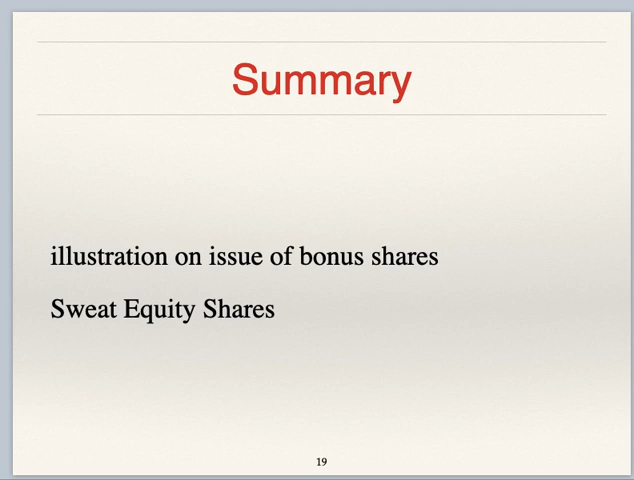 Summary
illustration on issue of bonus shares
Sweat Equity Shares
19